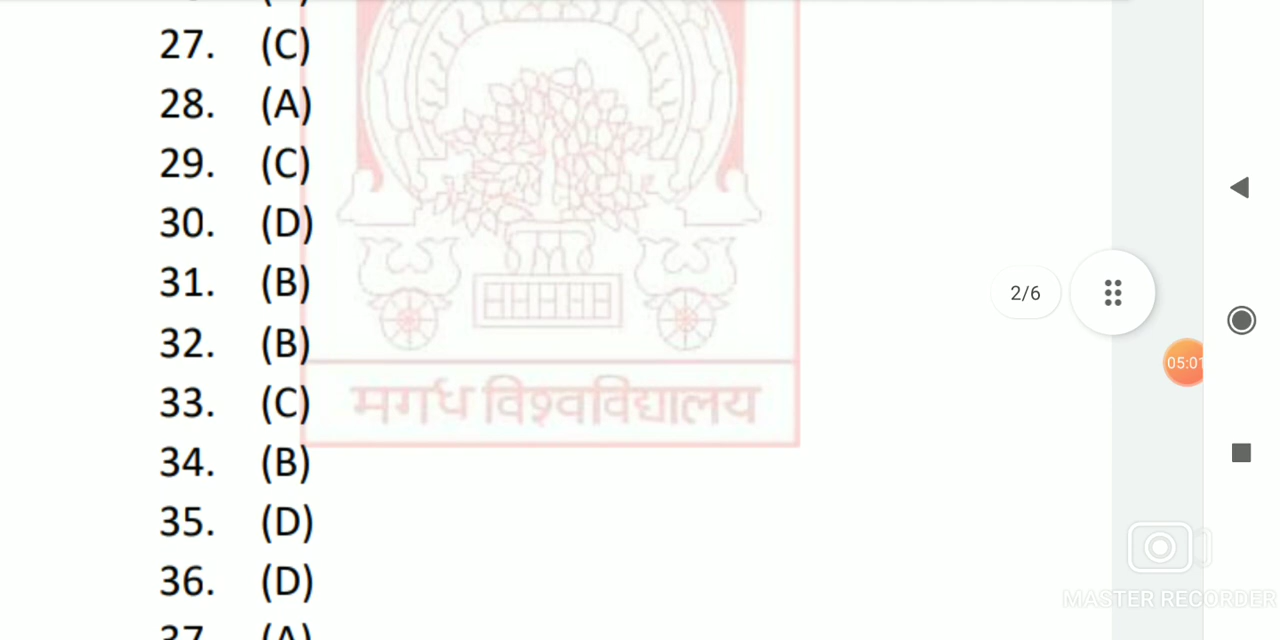 27. (C)
28. (A)
29. (C)
30. (D)
31. (B)
32. (B)
33. (C)
34. (B)
35. (D)
36. (D)
37. (A)
मगध विश्वविद्यालय
2/6
05:01
MASTER RECORDER